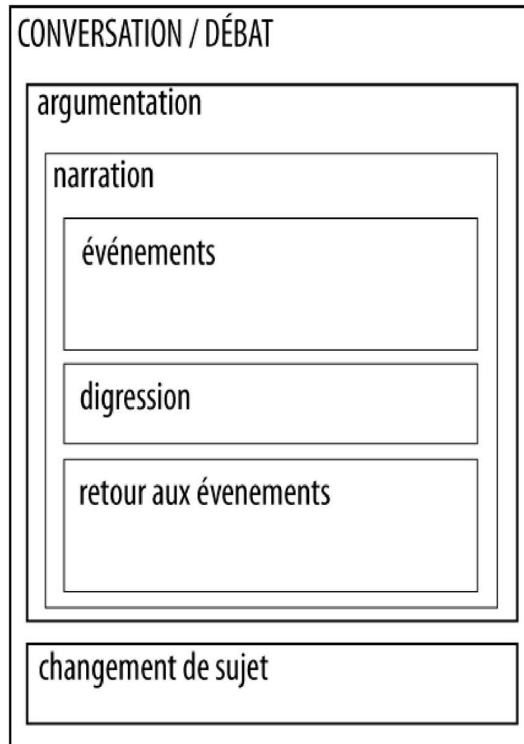 CONVERSATION / DÉBAT
argumentation
narration
événements
digression
retour aux évenements
changement de sujet